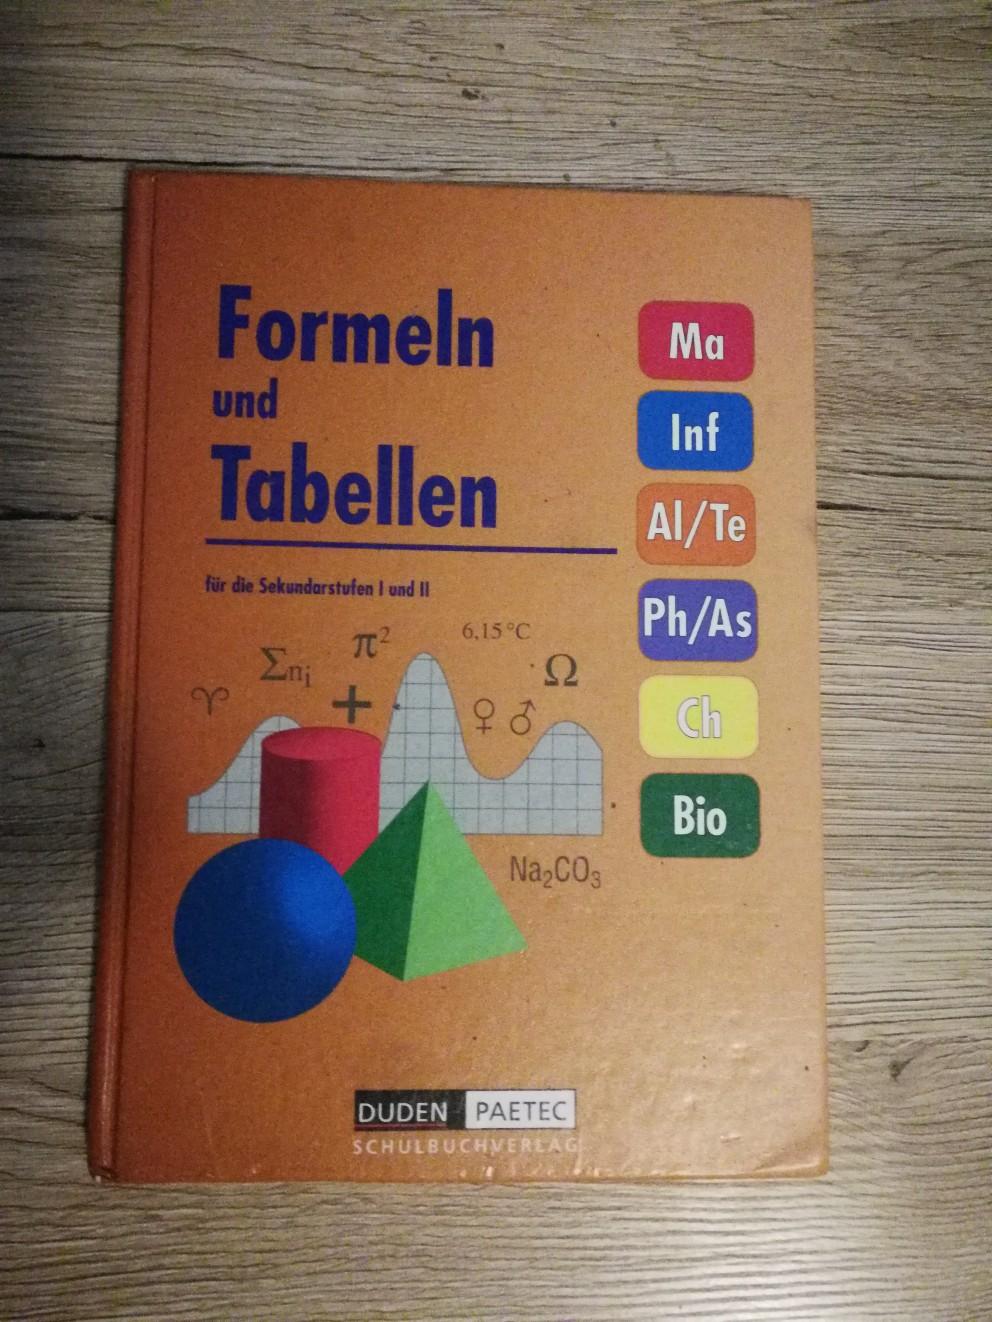 Formeln
und
Tabellen
für die Sekundarstufen I und II
Ma
Inf
Al/Te
Ph/As
Ch
Bio
6,15 °C
π²
Σnᵢ
Ω
♈
+
♀ ♂
Na₂CO₃
DUDEN PAETEC
SCHULBUCHVERLAG